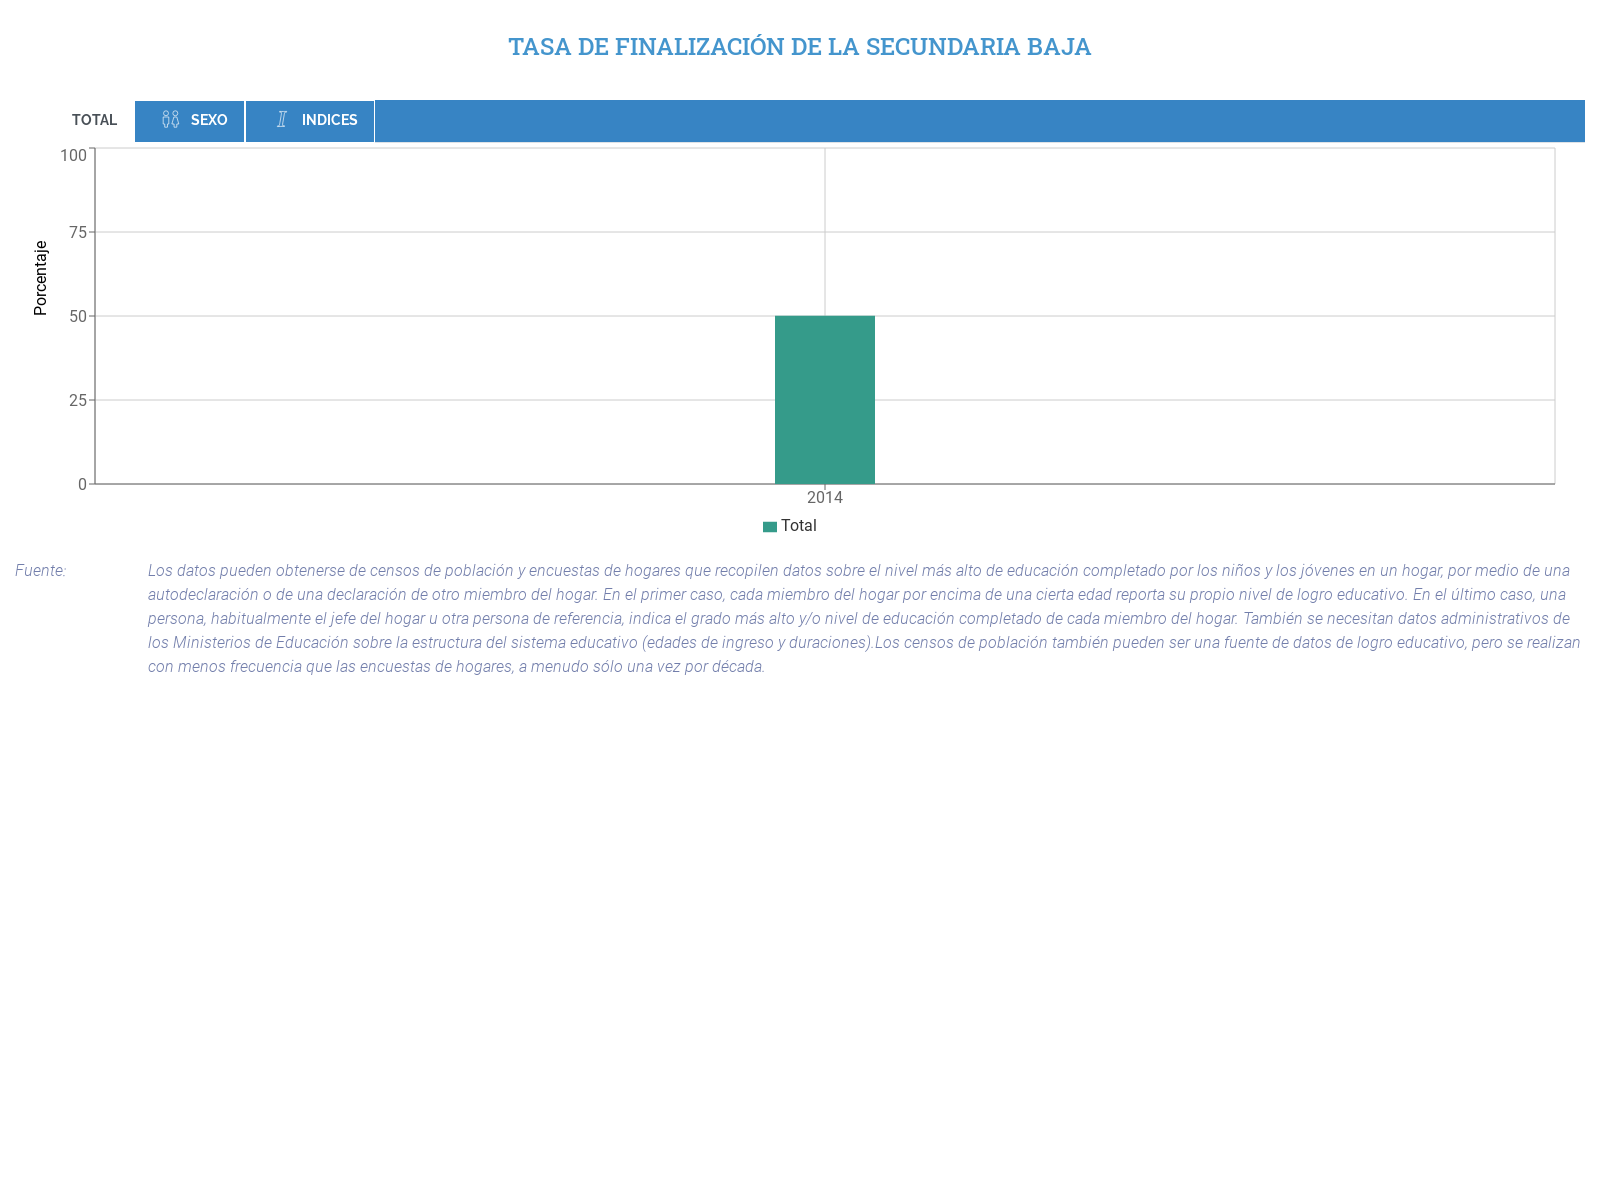 TASA DE FINALIZACIÓN DE LA SECUNDARIA BAJA
TOTAL SEXO INDICES
100
75
50
25
0
Porcentaje
2014
Total
Fuente: Los datos pueden obtenerse de censos de población y encuestas de hogares que recopilen datos sobre el nivel más alto de educación completado por los niños y los jóvenes en un hogar, por medio de una
autodeclaración o de una declaración de otro miembro del hogar. En el primer caso, cada miembro del hogar por encima de una cierta edad reporta su propio nivel de logro educativo. En el último caso, una
persona, habitualmente el jefe del hogar u otra persona de referencia, indica el grado más alto y/o nivel de educación completado de cada miembro del hogar. También se necesitan datos administrativos de
los Ministerios de Educación sobre la estructura del sistema educativo (edades de ingreso y duraciones).Los censos de población también pueden ser una fuente de datos de logro educativo, pero se realizan
con menos frecuencia que las encuestas de hogares, a menudo sólo una vez por década.